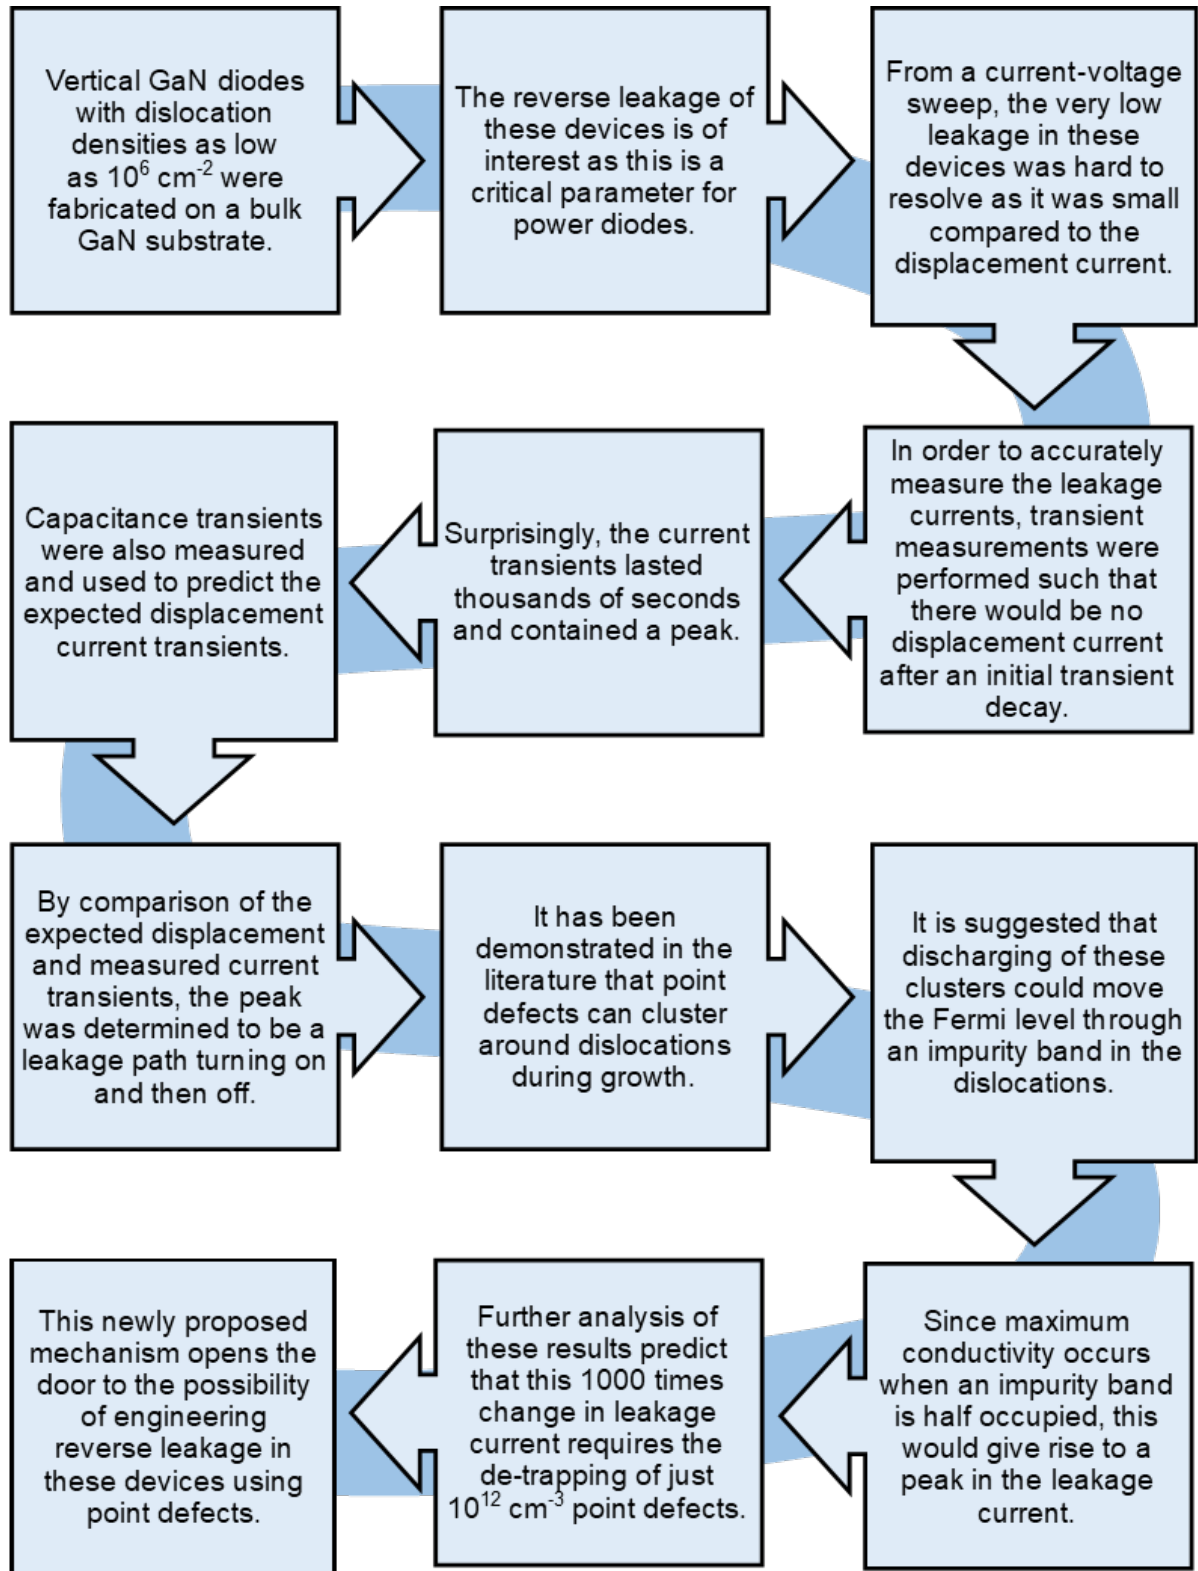 Vertical GaN diodes
with dislocation
densities as low
as 10⁶ cm⁻² were
fabricated on a bulk
GaN substrate.
The reverse leakage of
these devices is of
interest as this is a
critical parameter for
power diodes.
From a current-voltage
sweep, the very low
leakage in these
devices was hard to
resolve as it was small
compared to the
displacement current.
In order to accurately
measure the leakage
currents, transient
measurements were
performed such that
there would be no
displacement current
after an initial transient
decay.
Surprisingly, the current
transients lasted
thousands of seconds
and contained a peak.
Capacitance transients
were also measured
and used to predict the
expected displacement
current transients.
By comparison of the
expected displacement
and measured current
transients, the peak
was determined to be a
leakage path turning on
and then off.
It has been
demonstrated in the
literature that point
defects can cluster
around dislocations
during growth.
It is suggested that
discharging of these
clusters could move
the Fermi level through
an impurity band in the
dislocations.
Since maximum
conductivity occurs
when an impurity band
is half occupied, this
would give rise to a
peak in the leakage
current.
Further analysis of
these results predict
that this 1000 times
change in leakage
current requires the
de-trapping of just
10¹² cm⁻³ point defects.
This newly proposed
mechanism opens the
door to the possibility
of engineering
reverse leakage in
these devices using
point defects.